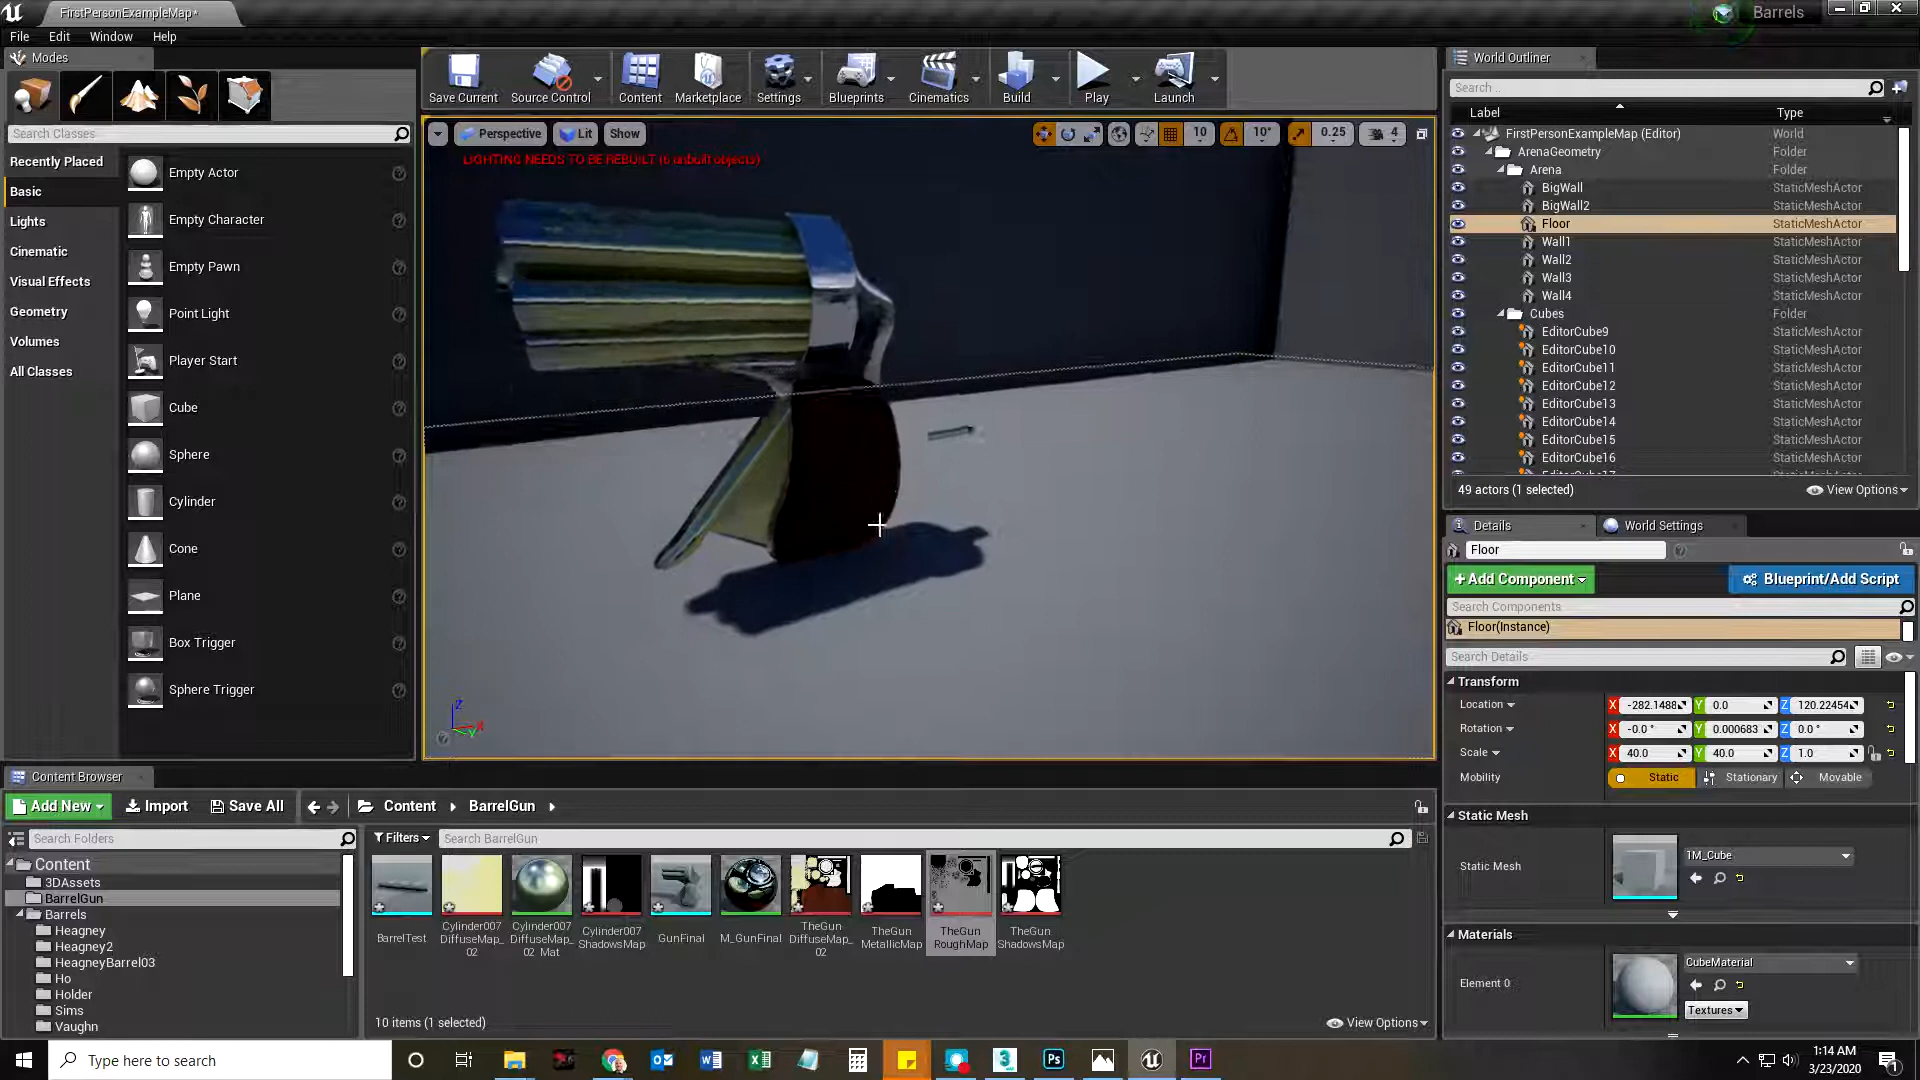 FirstPersonExampleMap*
Barrels
File Edit Window Help
Modes
Search Classes
Recently Placed
Basic
Lights
Cinematic
Visual Effects
Geometry
Volumes
All Classes
Empty Actor
Empty Character
Empty Pawn
Point Light
Player Start
Cube
Sphere
Cylinder
Cone
Plane
Box Trigger
Sphere Trigger
Save Current Source Control Content Marketplace Settings Blueprints Cinematics Build Play Launch
Perspective Lit Show 10 10° 0.25 4
LIGHTING NEEDS TO BE REBUILT (6 unbuilt objects)
Z X Y
World Outliner
Search ..
Label Type
FirstPersonExampleMap (Editor) World
ArenaGeometry Folder
Arena Folder
BigWall StaticMeshActor
BigWall2 StaticMeshActor
Floor StaticMeshActor
Wall1 StaticMeshActor
Wall2 StaticMeshActor
Wall3 StaticMeshActor
Wall4 StaticMeshActor
Cubes Folder
EditorCube9 StaticMeshActor
EditorCube10 StaticMeshActor
EditorCube11 StaticMeshActor
EditorCube12 StaticMeshActor
EditorCube13 StaticMeshActor
EditorCube14 StaticMeshActor
EditorCube15 StaticMeshActor
EditorCube16 StaticMeshActor
49 actors (1 selected) View Options
Details World Settings
Floor
+Add Component Blueprint/Add Script
Search Components
Floor(Instance)
Search Details
Transform
Location X -282.1488 Y 0.0 Z 120.22454
Rotation X -0.0 ° Y 0.000683 Z 0.0 °
Scale X 40.0 Y 40.0 Z 1.0
Mobility Static Stationary Movable
Static Mesh
Static Mesh 1M_Cube
Materials
Element 0 CubeMaterial
Textures
Content Browser
Add New Import Save All Content BarrelGun
Search Folders
Filters Search BarrelGun
Content
3DAssets
BarrelGun
Barrels
Heagney
Heagney2
HeagneyBarrel03
Ho
Holder
Sims
Vaughn
BarrelTest
Cylinder007 DiffuseMap_ 02
Cylinder007 DiffuseMap_ 02_Mat
Cylinder007 ShadowsMap
GunFinal
M_GunFinal
TheGun DiffuseMap_ 02
TheGun MetallicMap
TheGun RoughMap
TheGun ShadowsMap
10 items (1 selected) View Options
Type here to search
Ps Pr
1:14 AM
3/23/2020
1